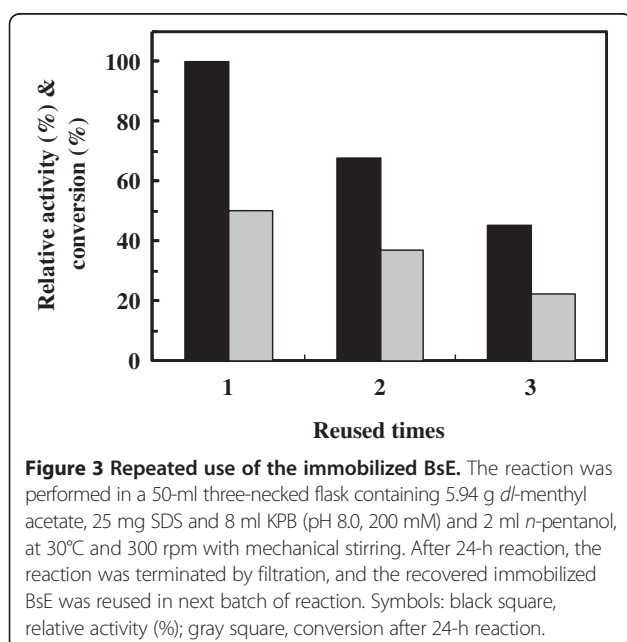 Relative activity (%) &
conversion (%)
100
80
60
40
20
0
1 2 3
Reused times
Figure 3 Repeated use of the immobilized BsE. The reaction was
performed in a 50-ml three-necked flask containing 5.94 g dl-menthyl
acetate, 25 mg SDS and 8 ml KPB (pH 8.0, 200 mM) and 2 ml n-pentanol,
at 30°C and 300 rpm with mechanical stirring. After 24-h reaction, the
reaction was terminated by filtration, and the recovered immobilized
BsE was reused in next batch of reaction. Symbols: black square,
relative activity (%); gray square, conversion after 24-h reaction.